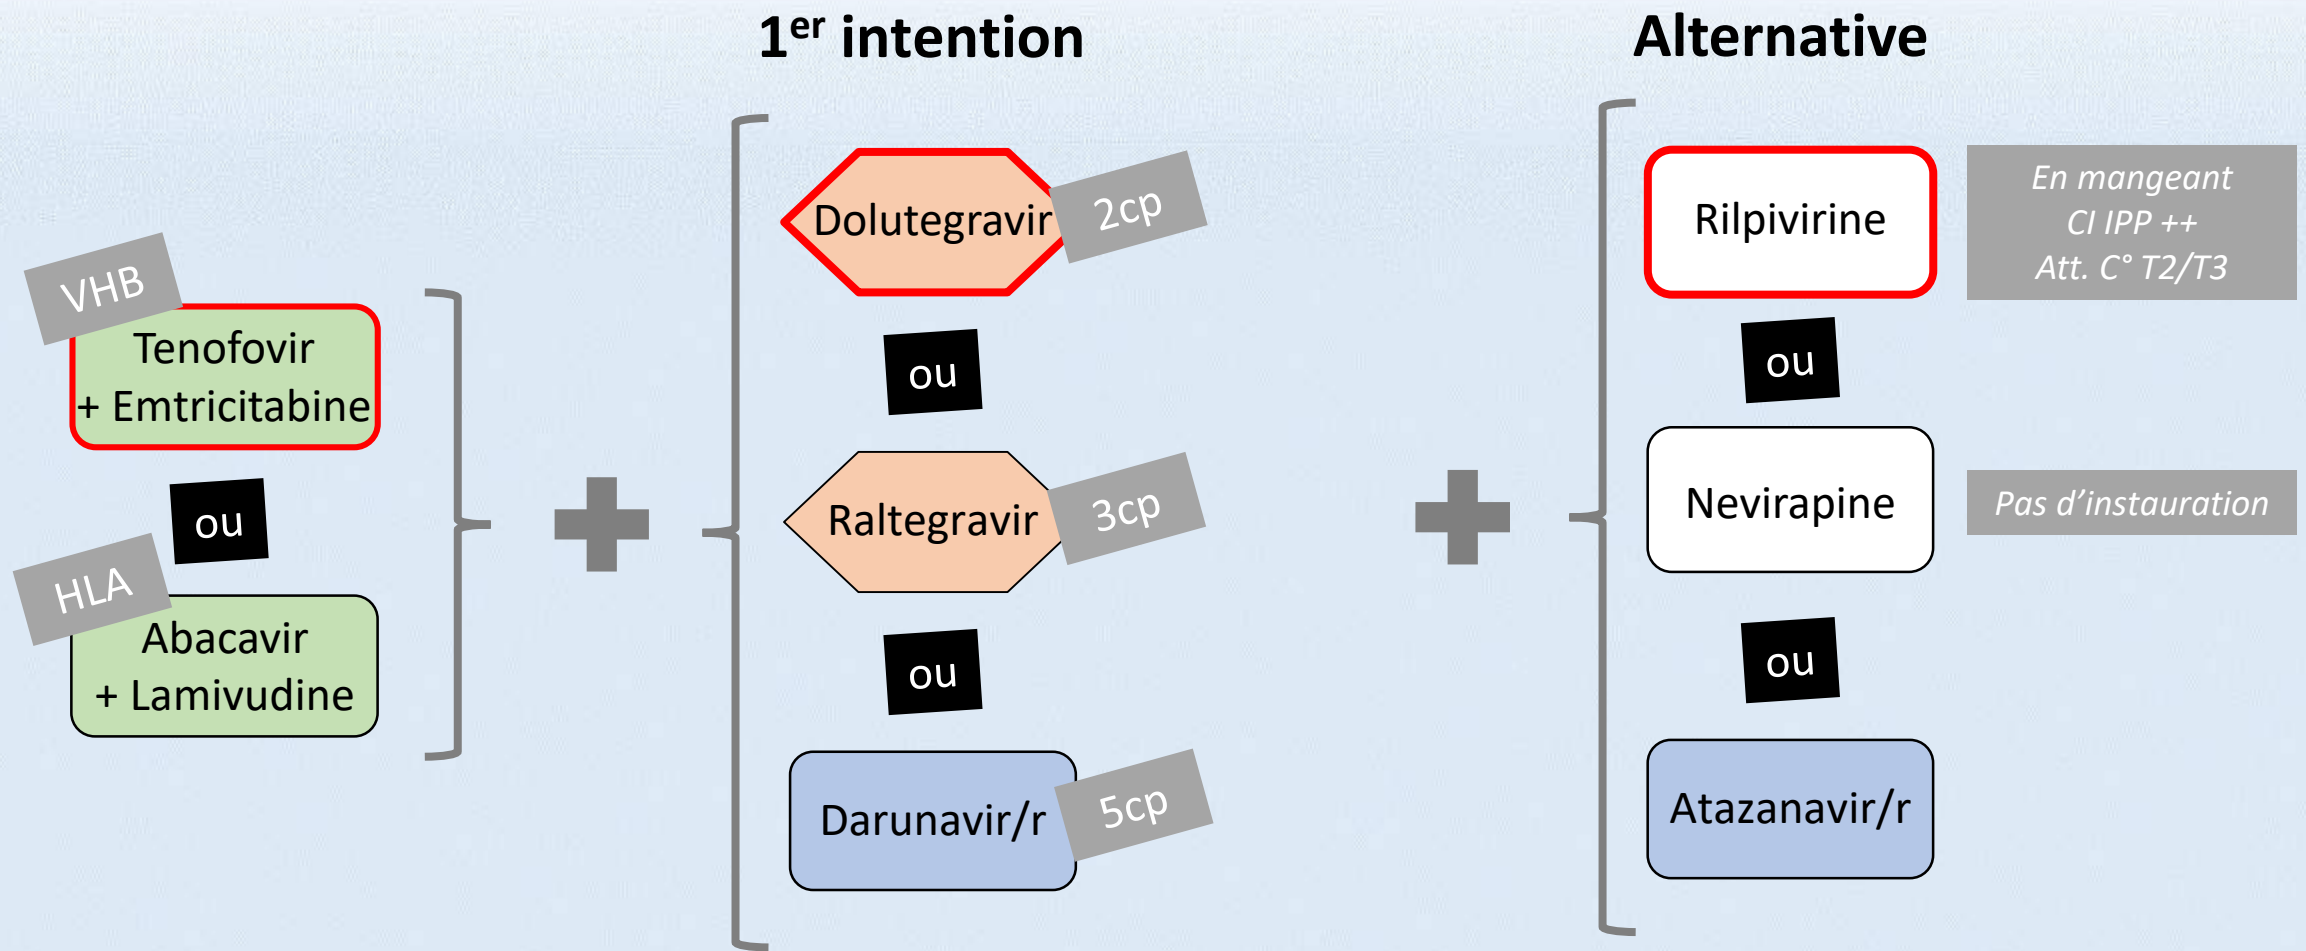 1er intention
Alternative
VHB
Tenofovir
+ Emtricitabine
ou
HLA
Abacavir
+ Lamivudine
Dolutegravir
2cp
ou
Raltegravir
3cp
ou
Darunavir/r
5cp
Rilpivirine
En mangeant
CI IPP ++
Att. C° T2/T3
ou
Nevirapine
Pas d’instauration
ou
Atazanavir/r